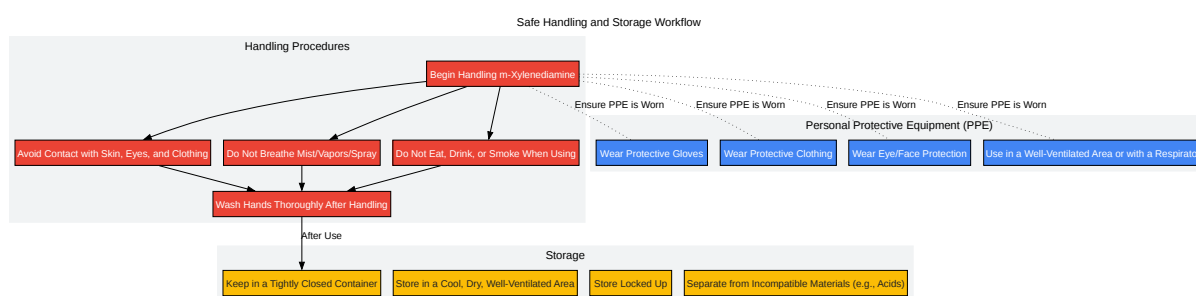 Safe Handling and Storage Workflow
Handling Procedures
Begin Handling m-Xylenediamine
Ensure PPE is Worn
Ensure PPE is Worn
Ensure PPE is Worn
Ensure PPE is Worn
Personal Protective Equipment (PPE)
Avoid Contact with Skin, Eyes, and Clothing
Do Not Breathe Mist/Vapors/Spray
Do Not Eat, Drink, or Smoke When Using
Wear Protective Gloves
Wear Protective Clothing
Wear Eye/Face Protection
Use in a Well-Ventilated Area or with a Respirato
Wash Hands Thoroughly After Handling
After Use
Storage
Keep in a Tightly Closed Container
Store in a Cool, Dry, Well-Ventilated Area
Store Locked Up
Separate from Incompatible Materials (e.g., Acids)